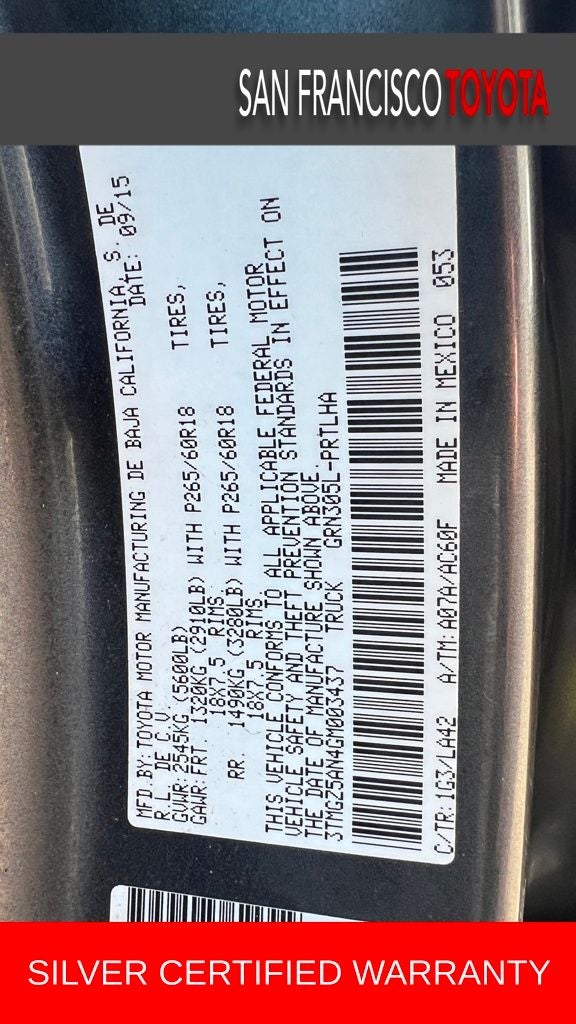 SAN FRANCISCO TOYOTA
MFD.BY:TOYOTA MOTOR MANUFACTURING DE BAJA CALIFORNIA, S. DE
R.L. DE C.V. DATE: 09/15
GVWR:2545KG(5600LB)
GAWR:FRT 1320KG(2910LB) WITH P265/60R18 TIRES,
18X7.5 RIMS
RR. 1490KG(3280LB) WITH P265/60R18 TIRES,
18X7.5 RIMS
THIS VEHICLE CONFORMS TO ALL APPLICABLE FEDERAL MOTOR
VEHICLE SAFETY AND THEFT PREVENTION STANDARDS IN EFFECT ON
THE DATE OF MANUFACTURE SHOWN ABOVE.
3TMGZ5AN4GM003437 TRUCK GRN305L-PRTLHA
C/TR:1G3/LA42 A/TM:A07A/AC60F MADE IN MEXICO 053
SILVER CERTIFIED WARRANTY